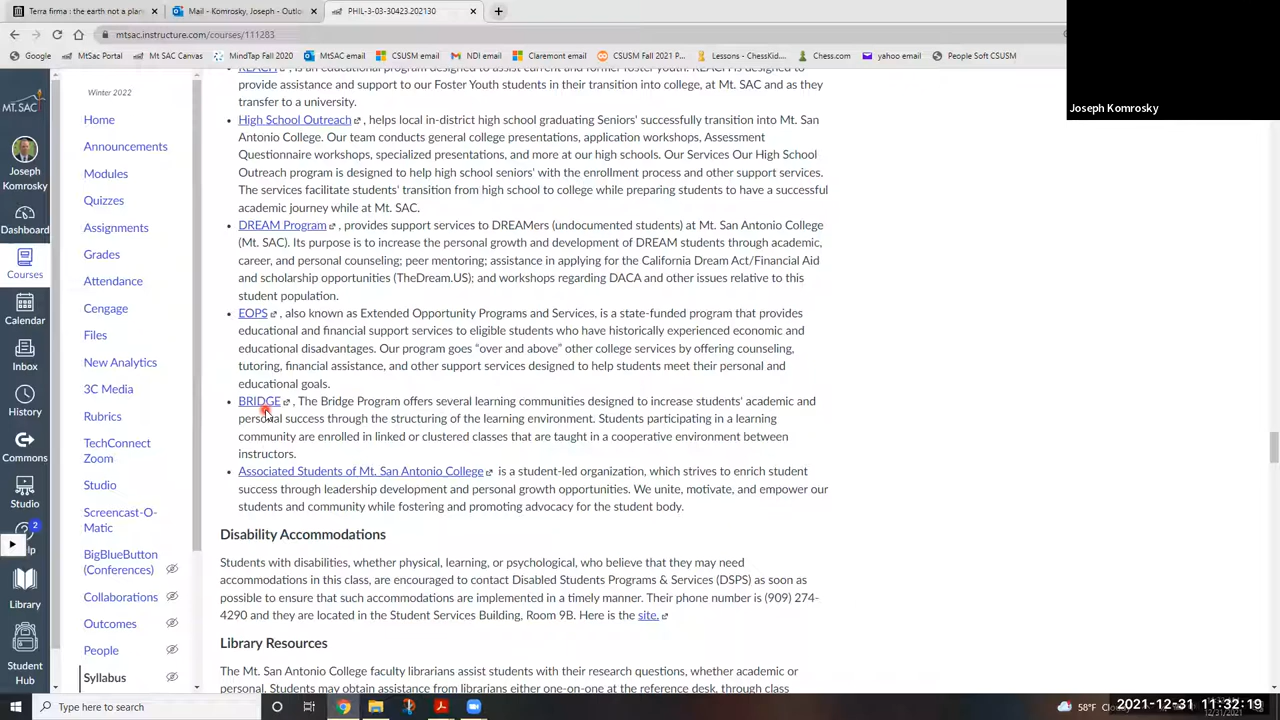 Terra firma: the earth not a plan
Mail - Komrosky, Joseph - Outlo
PHIL-3-03-30423.202130
mtsac.instructure.com/courses/111283
Google
MtSac Portal
Mt SAC Canvas
MindTap Fall 2020
MtSAC email
CSUSM email
NDI email
Claremont email
CSUSM Fall 2021 P...
Lessons - ChessKid...
Chess.com
yahoo email
People Soft CSUSM
Joseph Komrosky
MT. SAC
Joseph
Komrosky
Dashboard
Courses
Calendar
Inbox
History
Commons
Studio
2
Library
Student
Hub
Winter 2022
Home
Announcements
Modules
Quizzes
Assignments
Grades
Attendance
Cengage
Files
New Analytics
3C Media
Rubrics
TechConnect
Zoom
Studio
Screencast-O-
Matic
BigBlueButton
(Conferences)
Collaborations
Outcomes
People
Syllabus
REACH , is an educational program designed to assist current and former foster youth. REACH is designed to
provide assistance and support to our Foster Youth students in their transition into college, at Mt. SAC and as they
transfer to a university.
• High School Outreach , helps local in-district high school graduating Seniors' successfully transition into Mt. San
Antonio College. Our team conducts general college presentations, application workshops, Assessment
Questionnaire workshops, specialized presentations, and more at our high schools. Our Services Our High School
Outreach program is designed to help high school seniors' with the enrollment process and other support services.
The services facilitate students' transition from high school to college while preparing students to have a successful
academic journey while at Mt. SAC.
• DREAM Program , provides support services to DREAMers (undocumented students) at Mt. San Antonio College
(Mt. SAC). Its purpose is to increase the personal growth and development of DREAM students through academic,
career, and personal counseling; peer mentoring; assistance in applying for the California Dream Act/Financial Aid
and scholarship opportunities (TheDream.US); and workshops regarding DACA and other issues relative to this
student population.
• EOPS , also known as Extended Opportunity Programs and Services, is a state-funded program that provides
educational and financial support services to eligible students who have historically experienced economic and
educational disadvantages. Our program goes “over and above” other college services by offering counseling,
tutoring, financial assistance, and other support services designed to help students meet their personal and
educational goals.
• BRIDGE , The Bridge Program offers several learning communities designed to increase students' academic and
personal success through the structuring of the learning environment. Students participating in a learning
community are enrolled in linked or clustered classes that are taught in a cooperative environment between
instructors.
• Associated Students of Mt. San Antonio College is a student-led organization, which strives to enrich student
success through leadership development and personal growth opportunities. We unite, motivate, and empower our
students and community while fostering and promoting advocacy for the student body.
Disability Accommodations
Students with disabilities, whether physical, learning, or psychological, who believe that they may need
accommodations in this class, are encouraged to contact Disabled Students Programs & Services (DSPS) as soon as
possible to ensure that such accommodations are implemented in a timely manner. Their phone number is (909) 274-
4290 and they are located in the Student Services Building, Room 9B. Here is the site.
Library Resources
The Mt. San Antonio College faculty librarians assist students with their research questions, whether academic or
personal. Students may obtain assistance from librarians either one-on-one at the reference desk, through class
Type here to search
58°F
2021-12-31 11:32:19